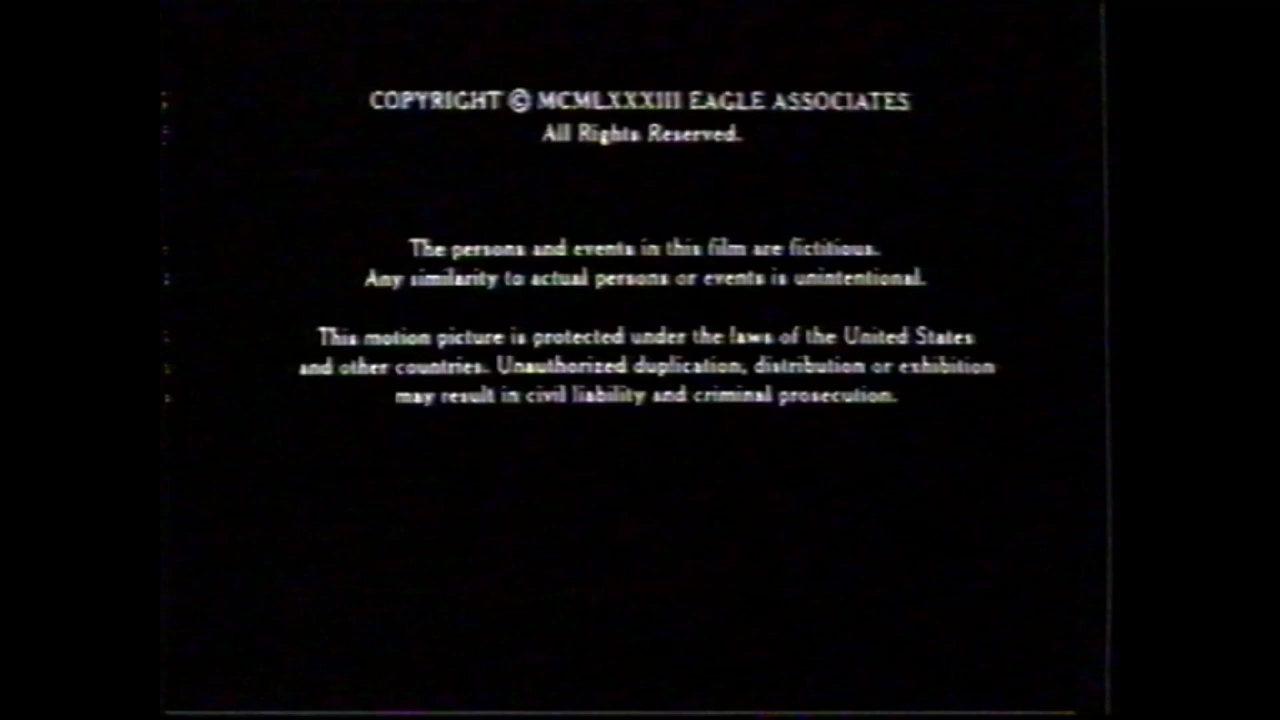 COPYRIGHT © MCMLXXXIII EAGLE ASSOCIATES
All Rights Reserved.
The persons and events in this film are fictitious.
Any similarity to actual persons or events is unintentional.
This motion picture is protected under the laws of the United States
and other countries. Unauthorized duplication, distribution or exhibition
may result in civil liability and criminal prosecution.